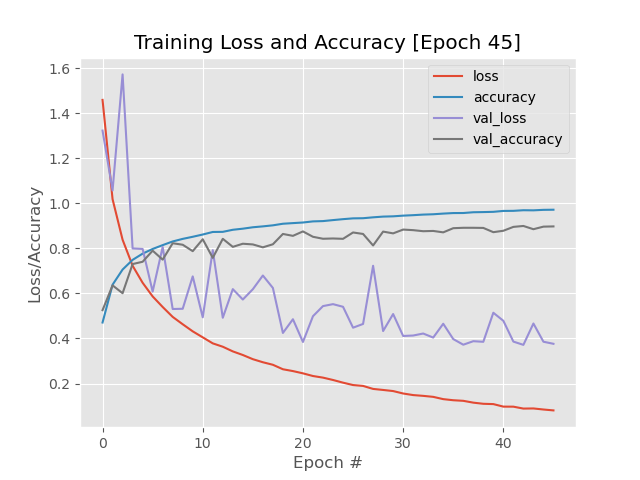 Training Loss and Accuracy [Epoch 45]
loss
accuracy
val_loss
val_accuracy
Loss/Accuracy
1.6
1.4
1.2
1.0
0.8
0.6
0.4
0.2
0 10 20 30 40
Epoch #